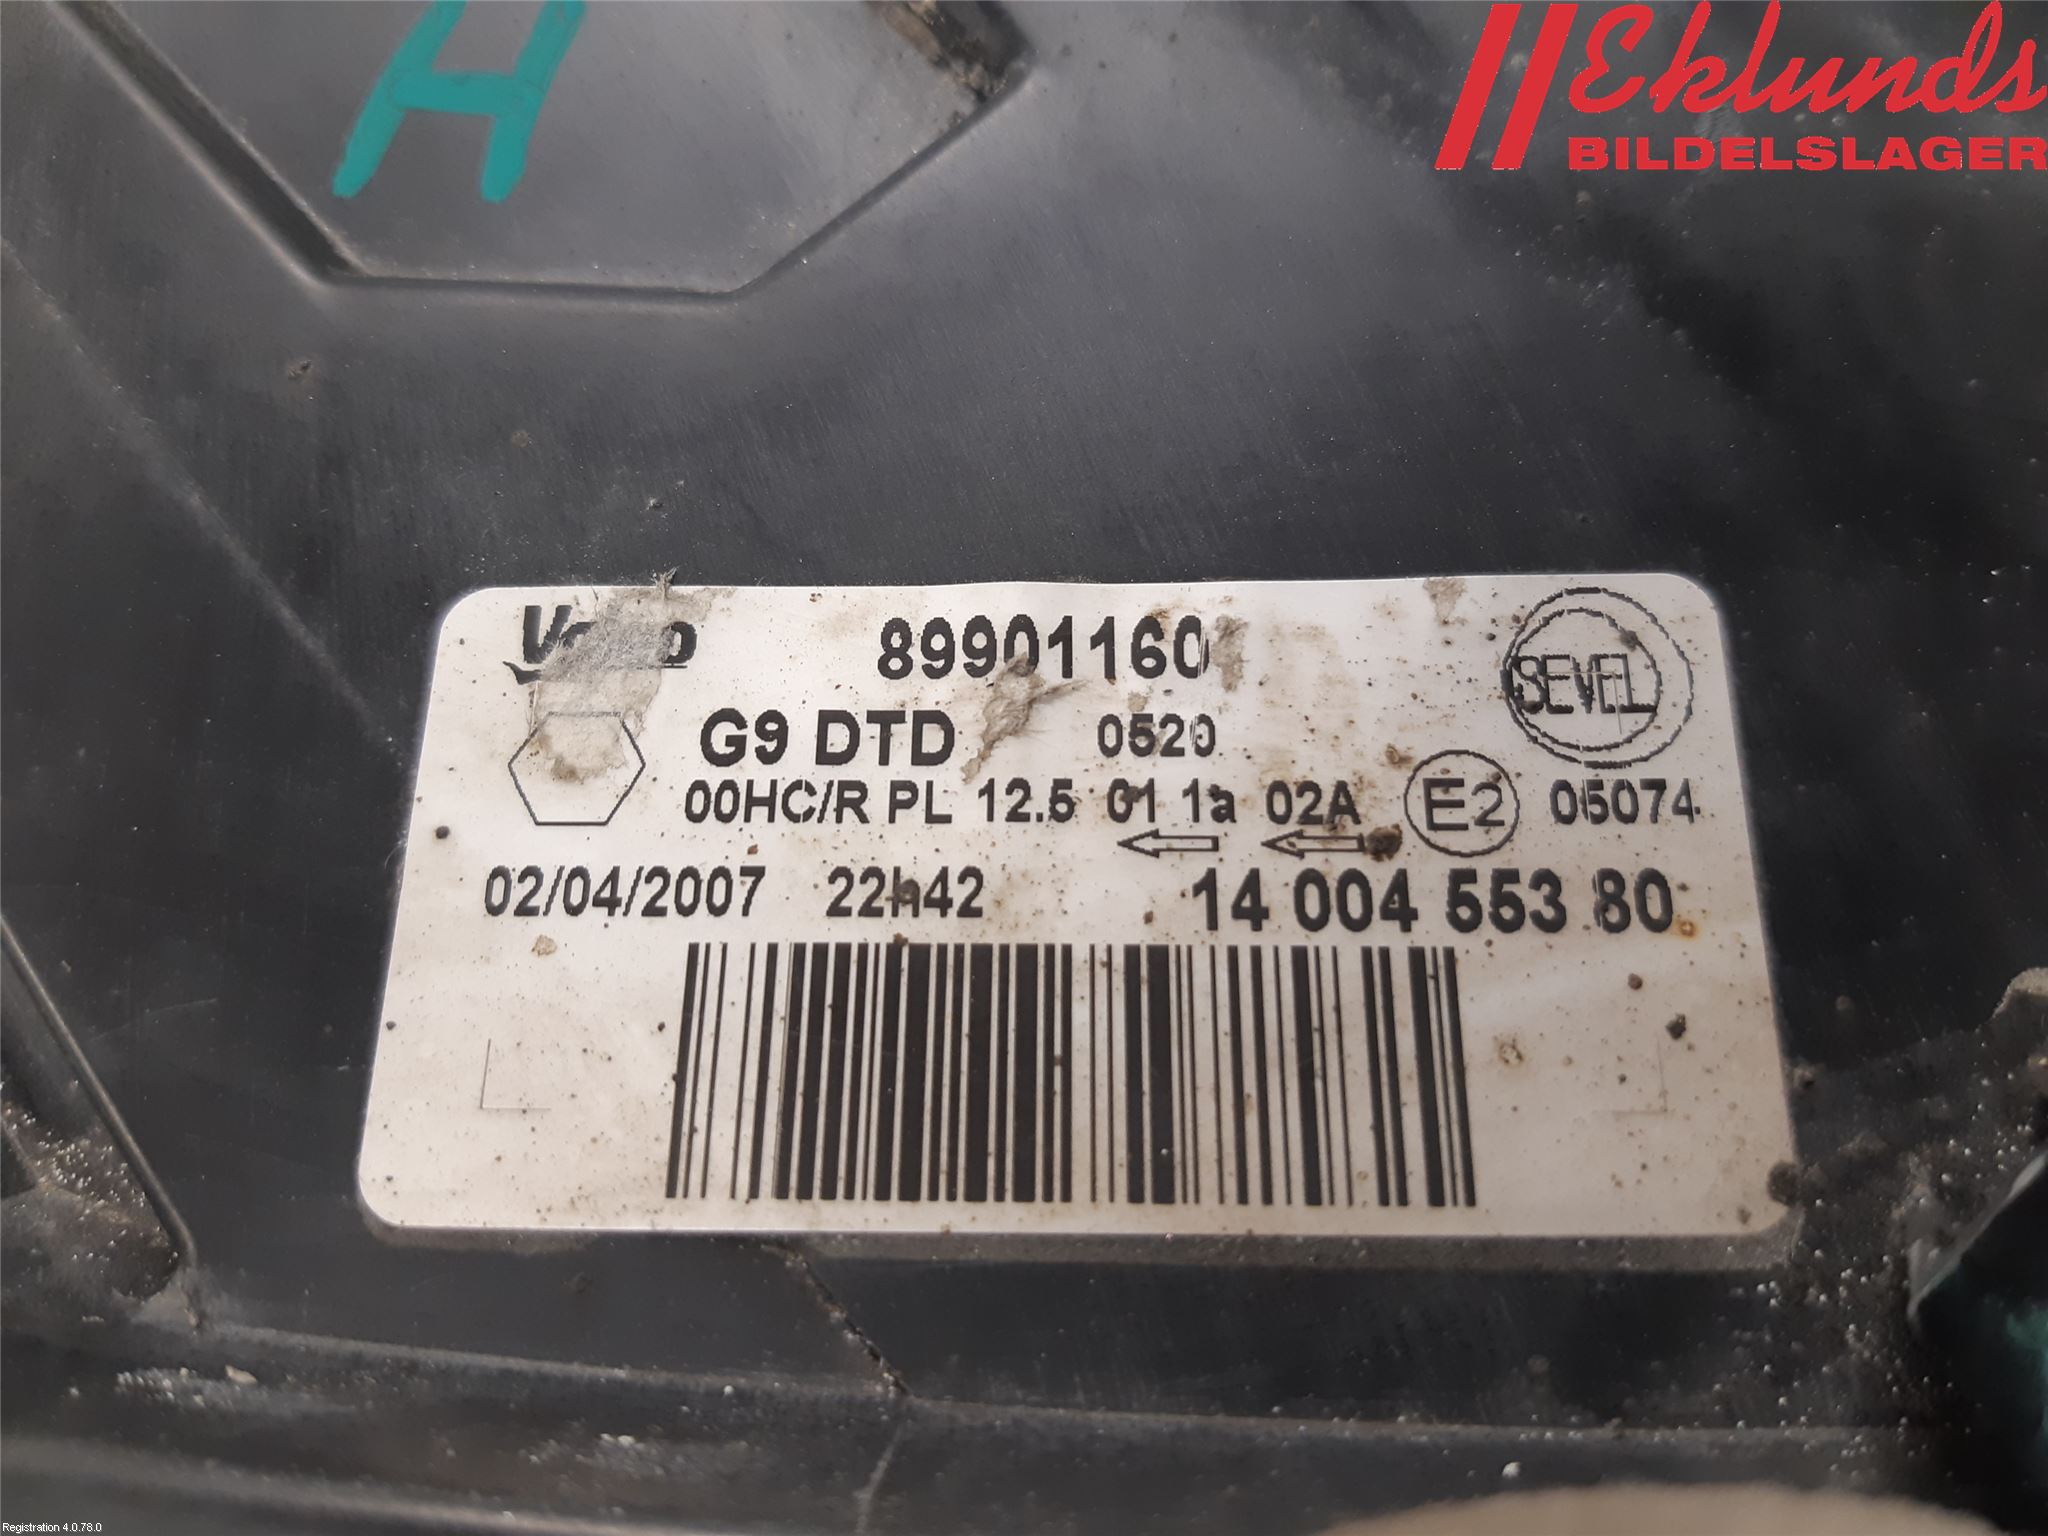 H
Eklunds
BILDELSLAGER
Valeo
89901160
SEVEL
G9 DTD 0520
00HC/R PL 12.5 01 1a 02A E2 05074
02/04/2007 22h42 14 004 553 80
Registration 4.0.78.0